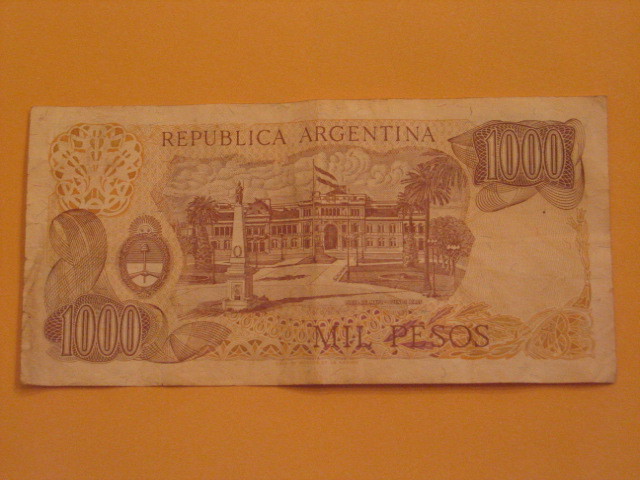 REPUBLICA ARGENTINA
1000
1000
MIL PESOS